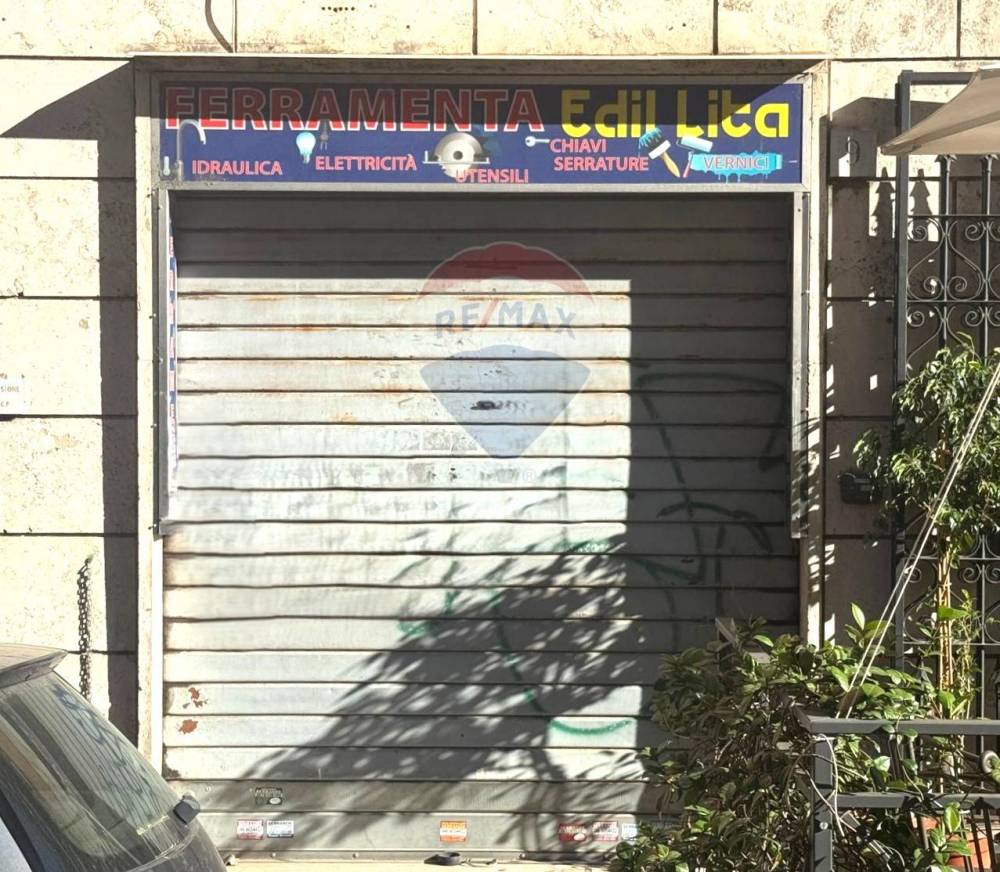 FERRAMENTA Edil Lita
IDRAULICA
ELETTRICITÀ
UTENSILI
CHIAVI
SERRATURE
VERNICI
RE/MAX